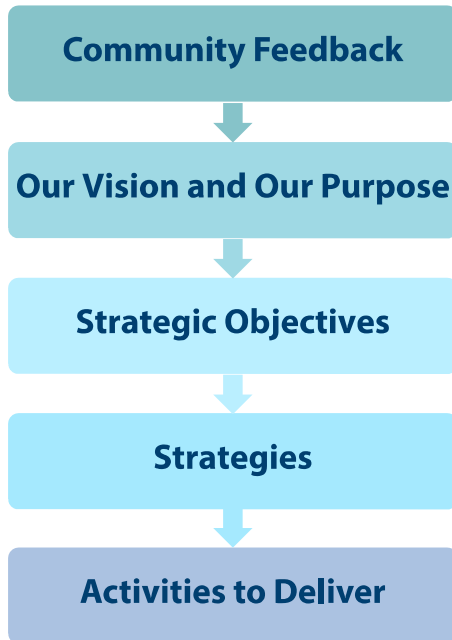 Community Feedback
Our Vision and Our Purpose
Strategic Objectives
Strategies
Activities to Deliver